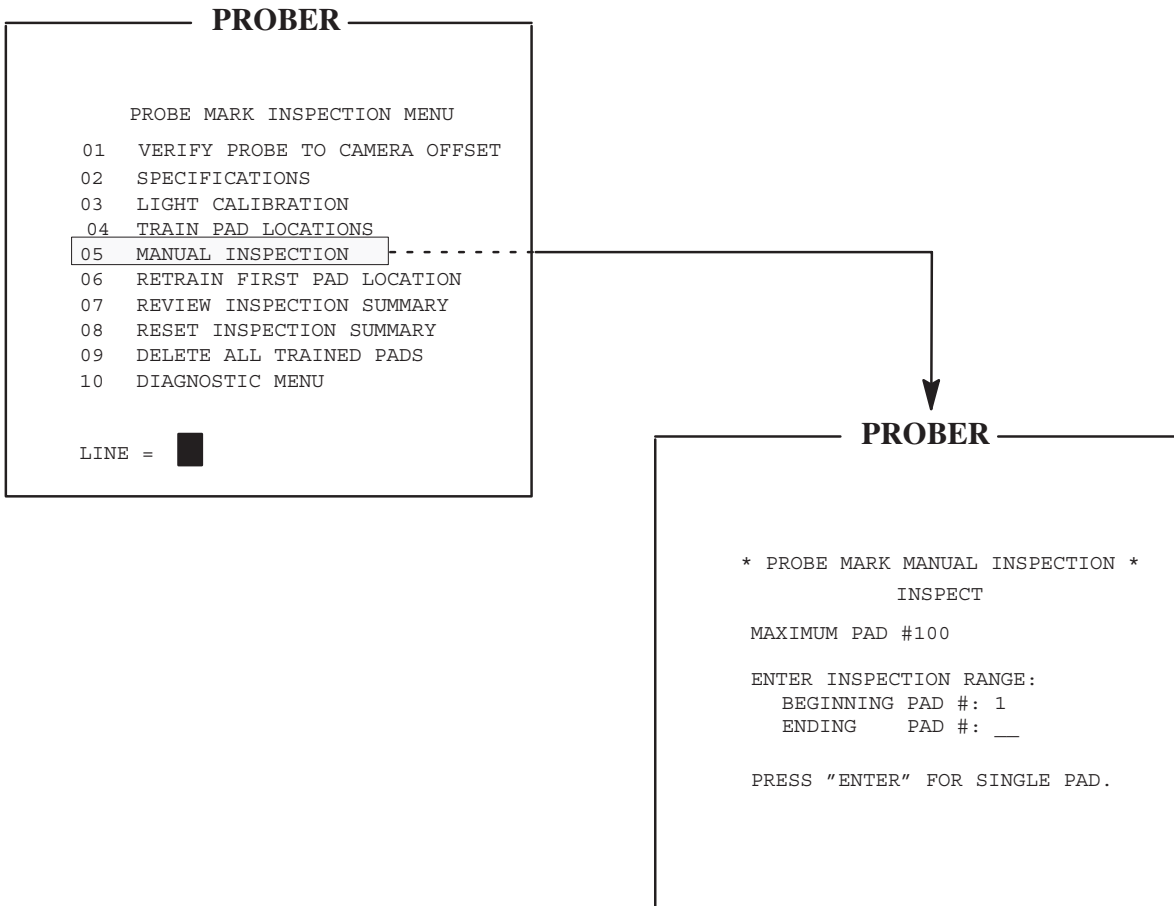 PROBER
PROBE MARK INSPECTION MENU
01 VERIFY PROBE TO CAMERA OFFSET
02 SPECIFICATIONS
03 LIGHT CALIBRATION
04 TRAIN PAD LOCATIONS
05 MANUAL INSPECTION
06 RETRAIN FIRST PAD LOCATION
07 REVIEW INSPECTION SUMMARY
08 RESET INSPECTION SUMMARY
09 DELETE ALL TRAINED PADS
10 DIAGNOSTIC MENU
LINE =
PROBER
* PROBE MARK MANUAL INSPECTION *
INSPECT
MAXIMUM PAD #100
ENTER INSPECTION RANGE:
BEGINNING PAD #: 1
ENDING PAD #: __
PRESS ″ENTER″ FOR SINGLE PAD.